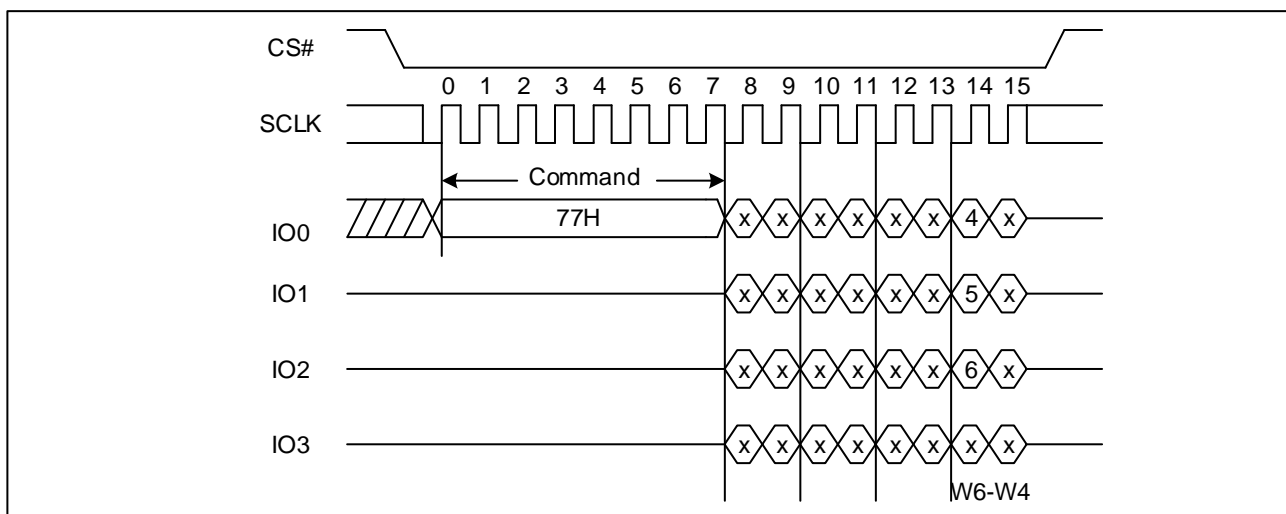 CS#
0 1 2 3 4 5 6 7 8 9 10 11 12 13 14 15
SCLK
Command
IO0 77H x x x x x x 4 x
IO1 x x x x x x 5 x
IO2 x x x x x x 6 x
IO3 x x x x x x x x
W6-W4